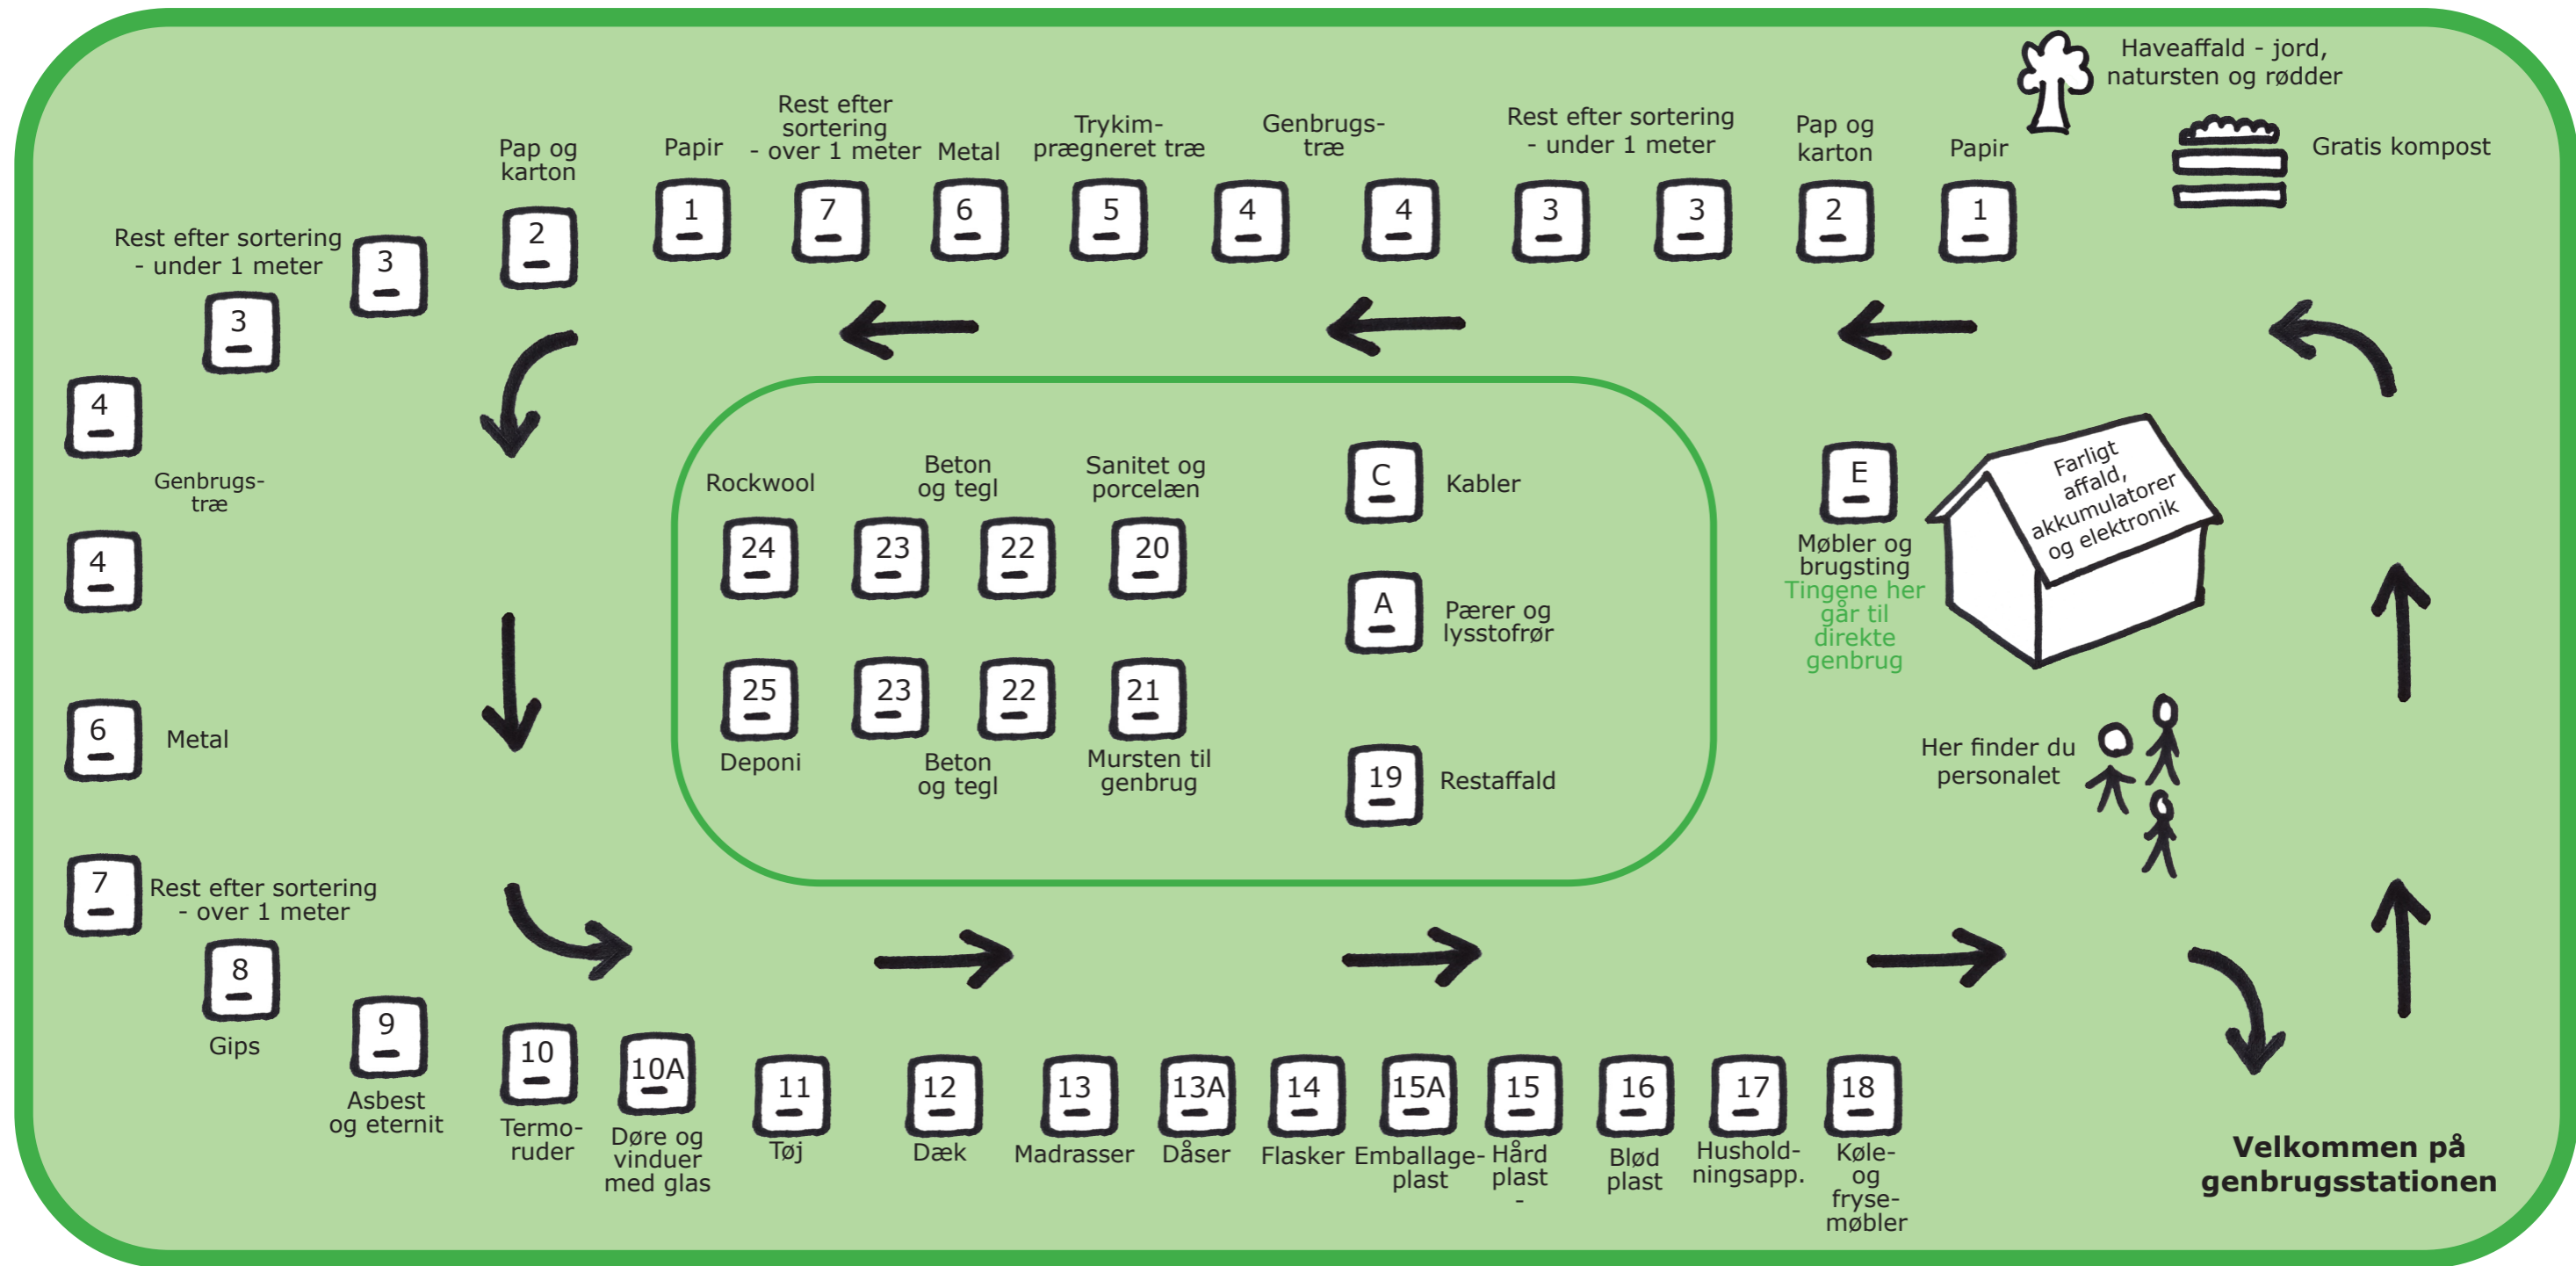 Haveaffald - jord,
natursten og rødder
Gratis kompost
Papir
1
Pap og
karton
2
Rest efter sortering
- under 1 meter
3
3
Genbrugs-
træ
4
4
Trykim-
prægneret træ
5
Metal
6
Rest efter
sortering
- over 1 meter
7
Papir
1
Pap og
karton
2
Rest efter sortering
- under 1 meter
3
3
4
Genbrugs-
træ
4
6
Metal
7
Rest efter sortering
- over 1 meter
8
Gips
9
Asbest
og eternit
10
Termo-
ruder
10A
Døre og
vinduer
med glas
11
Tøj
12
Dæk
13
Madrasser
13A
Dåser
14
Flasker
15A
Emballage-
plast
15
Hård
plast
-
16
Blød
plast
17
Hushold-
ningsapp.
18
Køle-
og
fryse-
møbler
Rockwool
24
Beton
og tegl
23
22
Sanitet og
porcelæn
20
25
Deponi
23
22
Beton
og tegl
21
Mursten til
genbrug
C
Kabler
A
Pærer og
lysstofrør
19
Restaffald
E
Møbler og
brugsting
Tingene her
går til
direkte
genbrug
Farligt
affald,
akkumulatorer
og elektronik
Her finder du
personalet
Velkommen på
genbrugsstationen